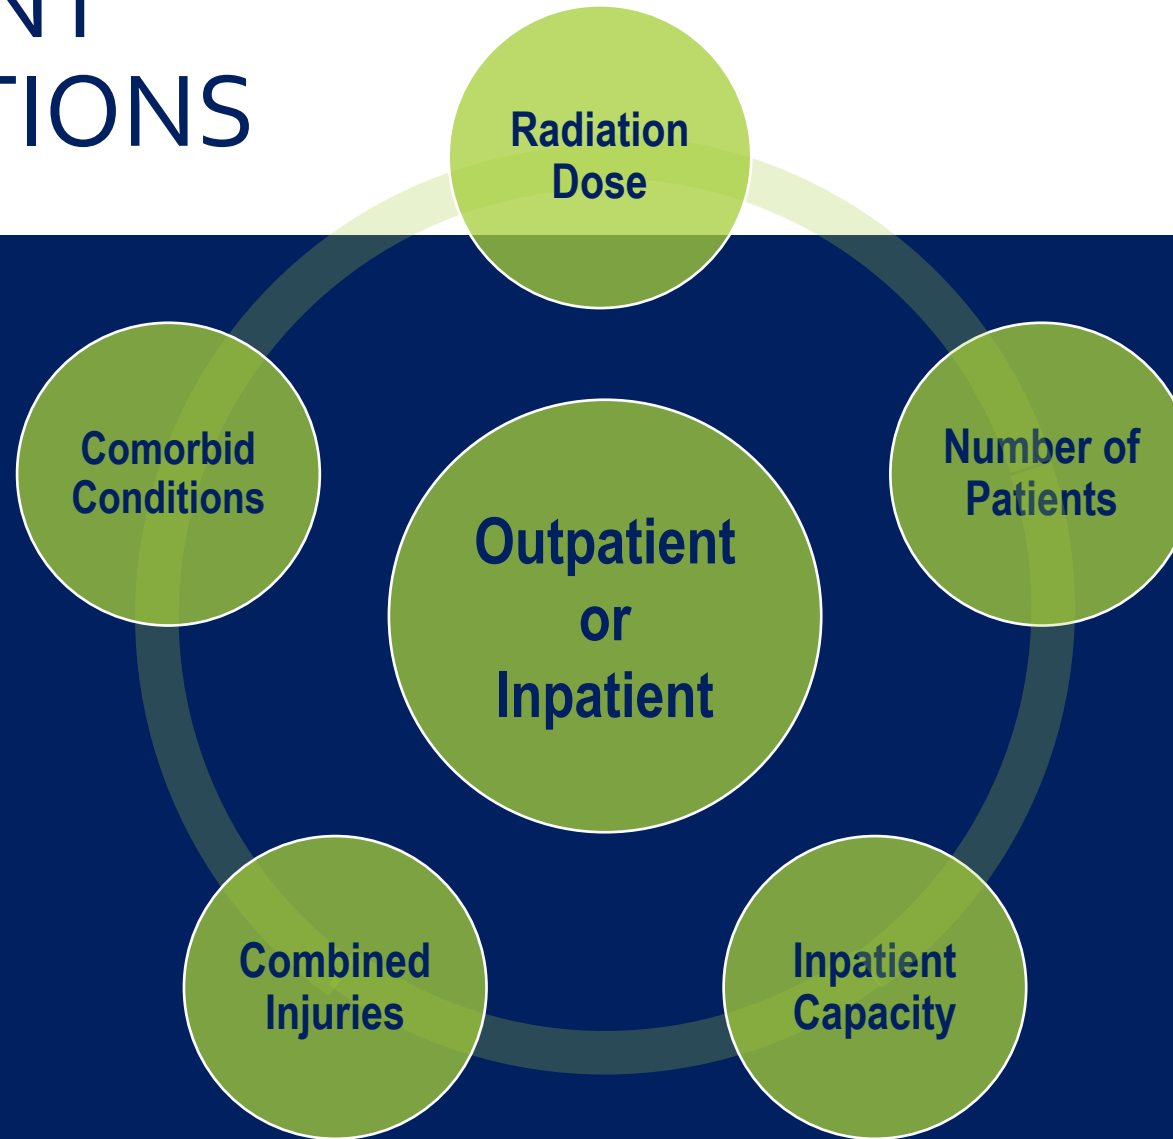 TIONS
Radiation
Dose
Comorbid
Conditions
Number of
Patients
Outpatient
or
Inpatient
Combined
Injuries
Inpatient
Capacity